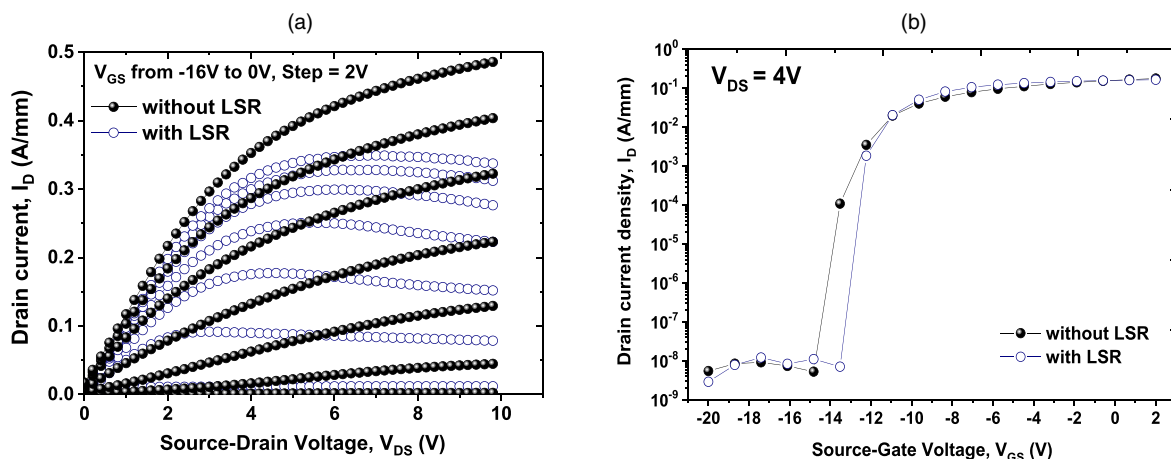 (a)
0.5
0.4
0.3
0.2
0.1
0.0
0 2 4 6 8 10
Drain current, I_D (A/mm)
Source-Drain Voltage, V_DS (V)
V_GS from -16V to 0V, Step = 2V
without LSR
with LSR
(b)
10^0
10^-1
10^-2
10^-3
10^-4
10^-5
10^-6
10^-7
10^-8
10^-9
-20 -18 -16 -14 -12 -10 -8 -6 -4 -2 2
Drain current density, I_D (A/mm)
Source-Gate Voltage, V_GS (V)
V_DS = 4V
without LSR
with LSR